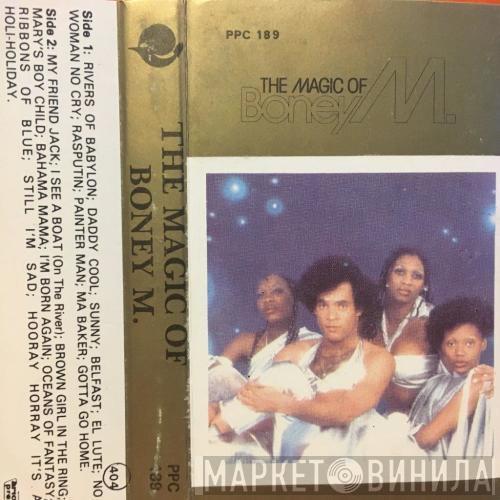 PPC 189
THE MAGIC OF
Boney M.
THE MAGIC OF
BONEY M.
PPC
189
Side 1: RIVERS OF BABYLON; DADDY COOL; SUNNY; BELFAST; EL LUTE; NO
WOMAN NO CRY; RASPUTIN; PAINTER MAN; MA BAKER; GOTTA GO HOME.
Side 2: MY FRIEND JACK; I SEE A BOAT (On The River); BROWN GIRL IN THE RING;
MARY'S BOY CHILD; BAHAMA MAMA; I'M BORN AGAIN; OCEANS OF FANTASY;
RIBBONS OF BLUE; STILL I'M SAD; HOORAY HORRAY IT'S A
HOLI-HOLIDAY.
404
МАРКЕТ ВИНИЛА